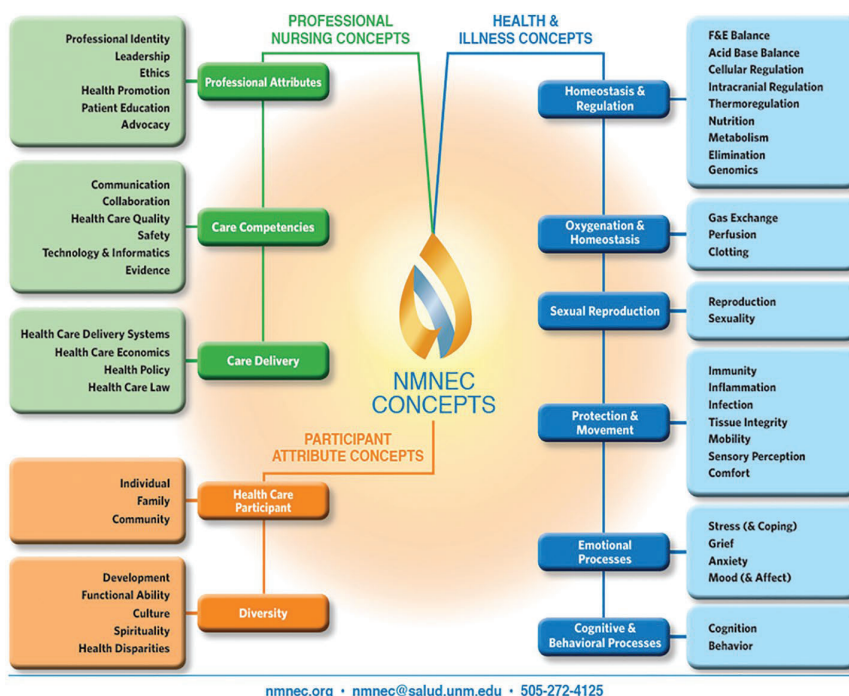 PROFESSIONAL
NURSING CONCEPTS
HEALTH &
ILLNESS CONCEPTS
Professional Identity
Leadership
Ethics
Health Promotion
Patient Education
Advocacy
Professional Attributes
Communication
Collaboration
Health Care Quality
Safety
Technology & Informatics
Evidence
Care Competencies
Health Care Delivery Systems
Health Care Economics
Health Policy
Health Care Law
Care Delivery
NMNEC
CONCEPTS
PARTICIPANT
ATTRIBUTE CONCEPTS
Individual
Family
Community
Health Care
Participant
Development
Functional Ability
Culture
Spirituality
Health Disparities
Diversity
Homeostasis &
Regulation
F&E Balance
Acid Base Balance
Cellular Regulation
Intracranial Regulation
Thermoregulation
Nutrition
Metabolism
Elimination
Genomics
Oxygenation &
Homeostasis
Gas Exchange
Perfusion
Clotting
Sexual Reproduction
Reproduction
Sexuality
Protection &
Movement
Immunity
Inflammation
Infection
Tissue Integrity
Mobility
Sensory Perception
Comfort
Emotional
Processes
Stress (& Coping)
Grief
Anxiety
Mood (& Affect)
Cognitive &
Behavioral Processes
Cognition
Behavior
nmnec.org • nmnec@salud.unm.edu • 505-272-4125